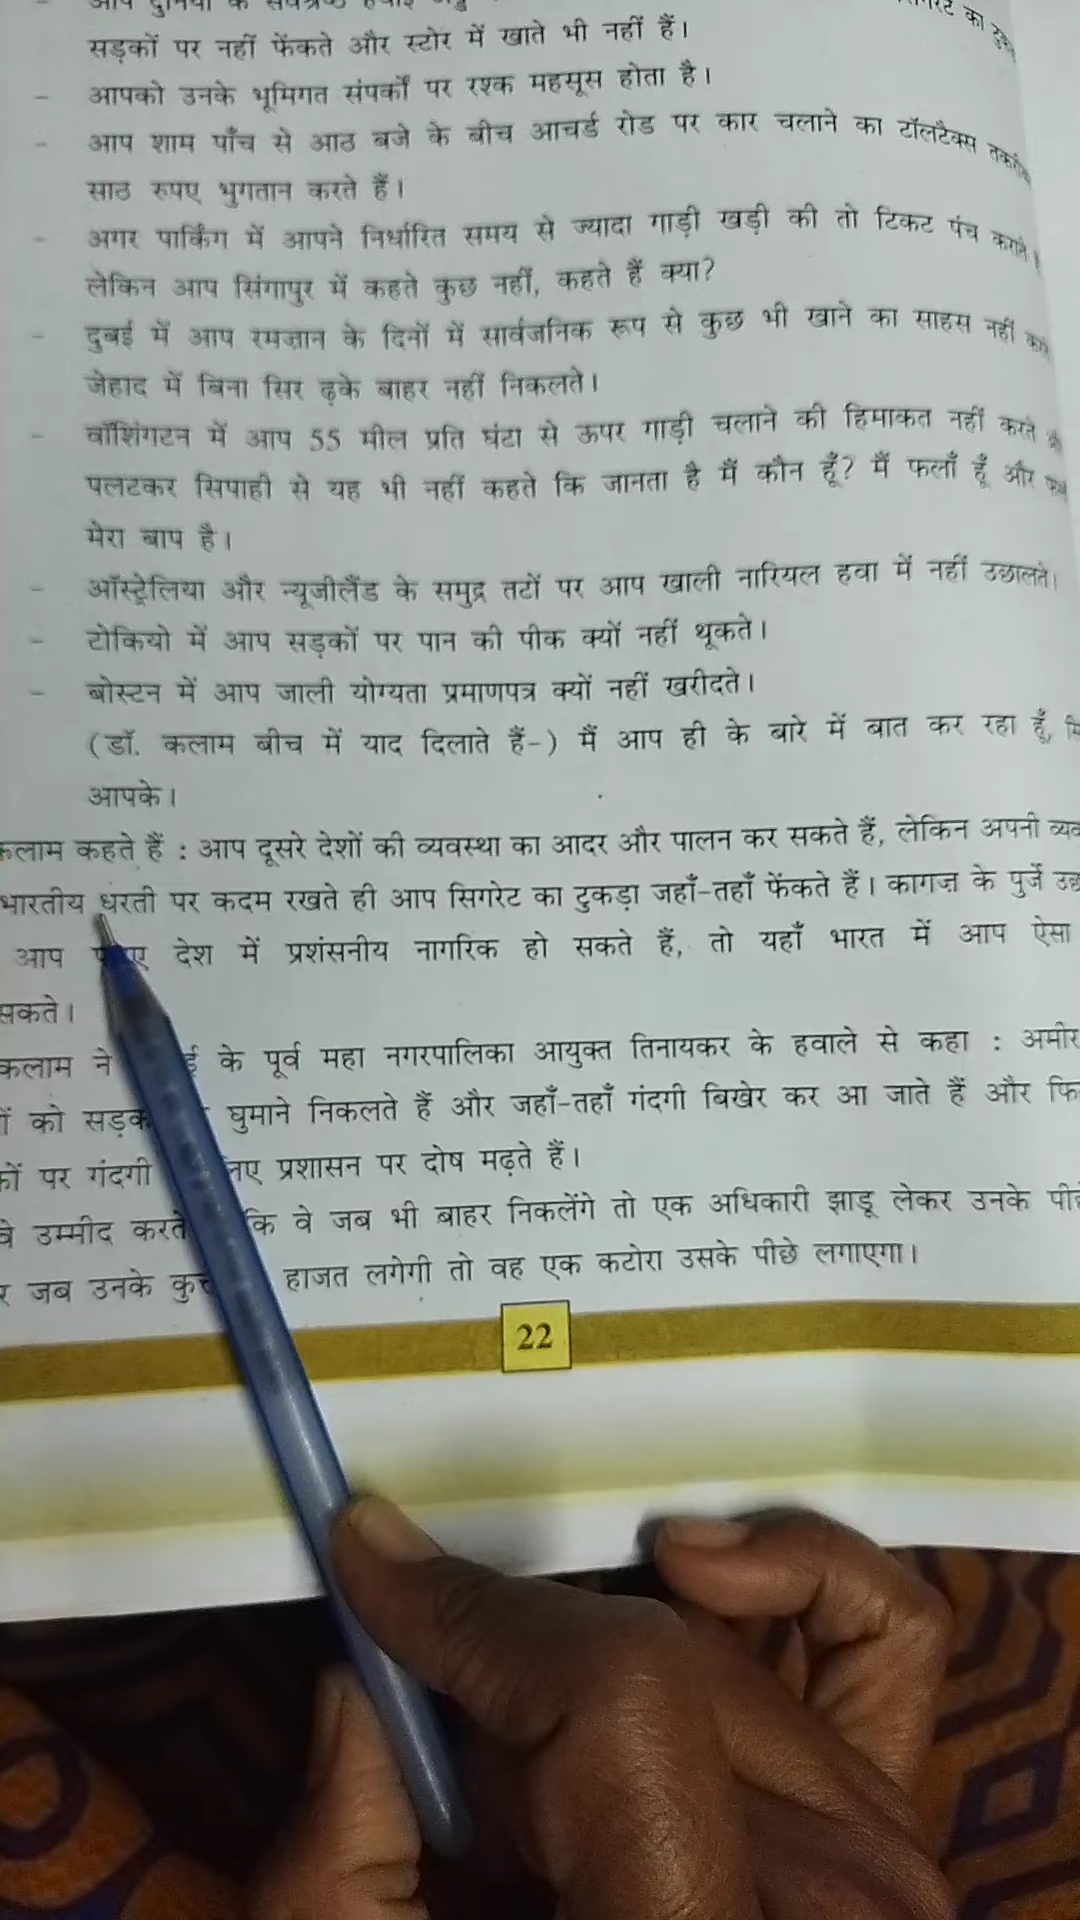 सड़कों पर नहीं फेंकते और स्टोर में खाते भी नहीं हैं।
– आपको उनके भूमिगत संपर्कों पर रश्क महसूस होता है।
– आप शाम पाँच से आठ बजे के बीच आचर्ड रोड पर कार चलाने का टॉलटैक्स
साठ रुपए भुगतान करते हैं।
– अगर पार्किंग में आपने निर्धारित समय से ज्यादा गाड़ी खड़ी की तो टिकट पंच कराते
लेकिन आप सिंगापुर में कहते कुछ नहीं, कहते हैं क्या?
– दुबई में आप रमज़ान के दिनों में सार्वजनिक रूप से कुछ भी खाने का साहस नहीं
जेहाद में बिना सिर ढ़के बाहर नहीं निकलते।
– वॉशिंगटन में आप 55 मील प्रति घंटा से ऊपर गाड़ी चलाने की हिमाकत नहीं करते
पलटकर सिपाही से यह भी नहीं कहते कि जानता है मैं कौन हूँ? मैं फलाँ हूँ और
मेरा बाप है।
– ऑस्ट्रेलिया और न्यूजीलैंड के समुद्र तटों पर आप खाली नारियल हवा में नहीं उछालते।
– टोकियो में आप सड़कों पर पान की पीक क्यों नहीं थूकते।
– बोस्टन में आप जाली योग्यता प्रमाणपत्र क्यों नहीं खरीदते।
(डॉ. कलाम बीच में याद दिलाते हैं-) मैं आप ही के बारे में बात कर रहा हूँ,
आपके।
कलाम कहते हैं : आप दूसरे देशों की व्यवस्था का आदर और पालन कर सकते हैं, लेकिन अपनी
भारतीय धरती पर कदम रखते ही आप सिगरेट का टुकड़ा जहाँ-तहाँ फेंकते हैं। कागज़ के पुर्जे
आप देश में प्रशंसनीय नागरिक हो सकते हैं, तो यहाँ भारत में आप ऐसा
सकते।
कलाम ने के पूर्व महा नगरपालिका आयुक्त तिनायकर के हवाले से कहा : अमीर
को घुमाने निकलते हैं और जहाँ-तहाँ गंदगी बिखेर कर आ जाते हैं और
पर गंदगी प्रशासन पर दोष मढ़ते हैं।
वे उम्मीद करते कि वे जब भी बाहर निकलेंगे तो एक अधिकारी झाडू लेकर उनके
जब उनके हाजत लगेगी तो वह एक कटोरा उसके पीछे लगाएगा।
22